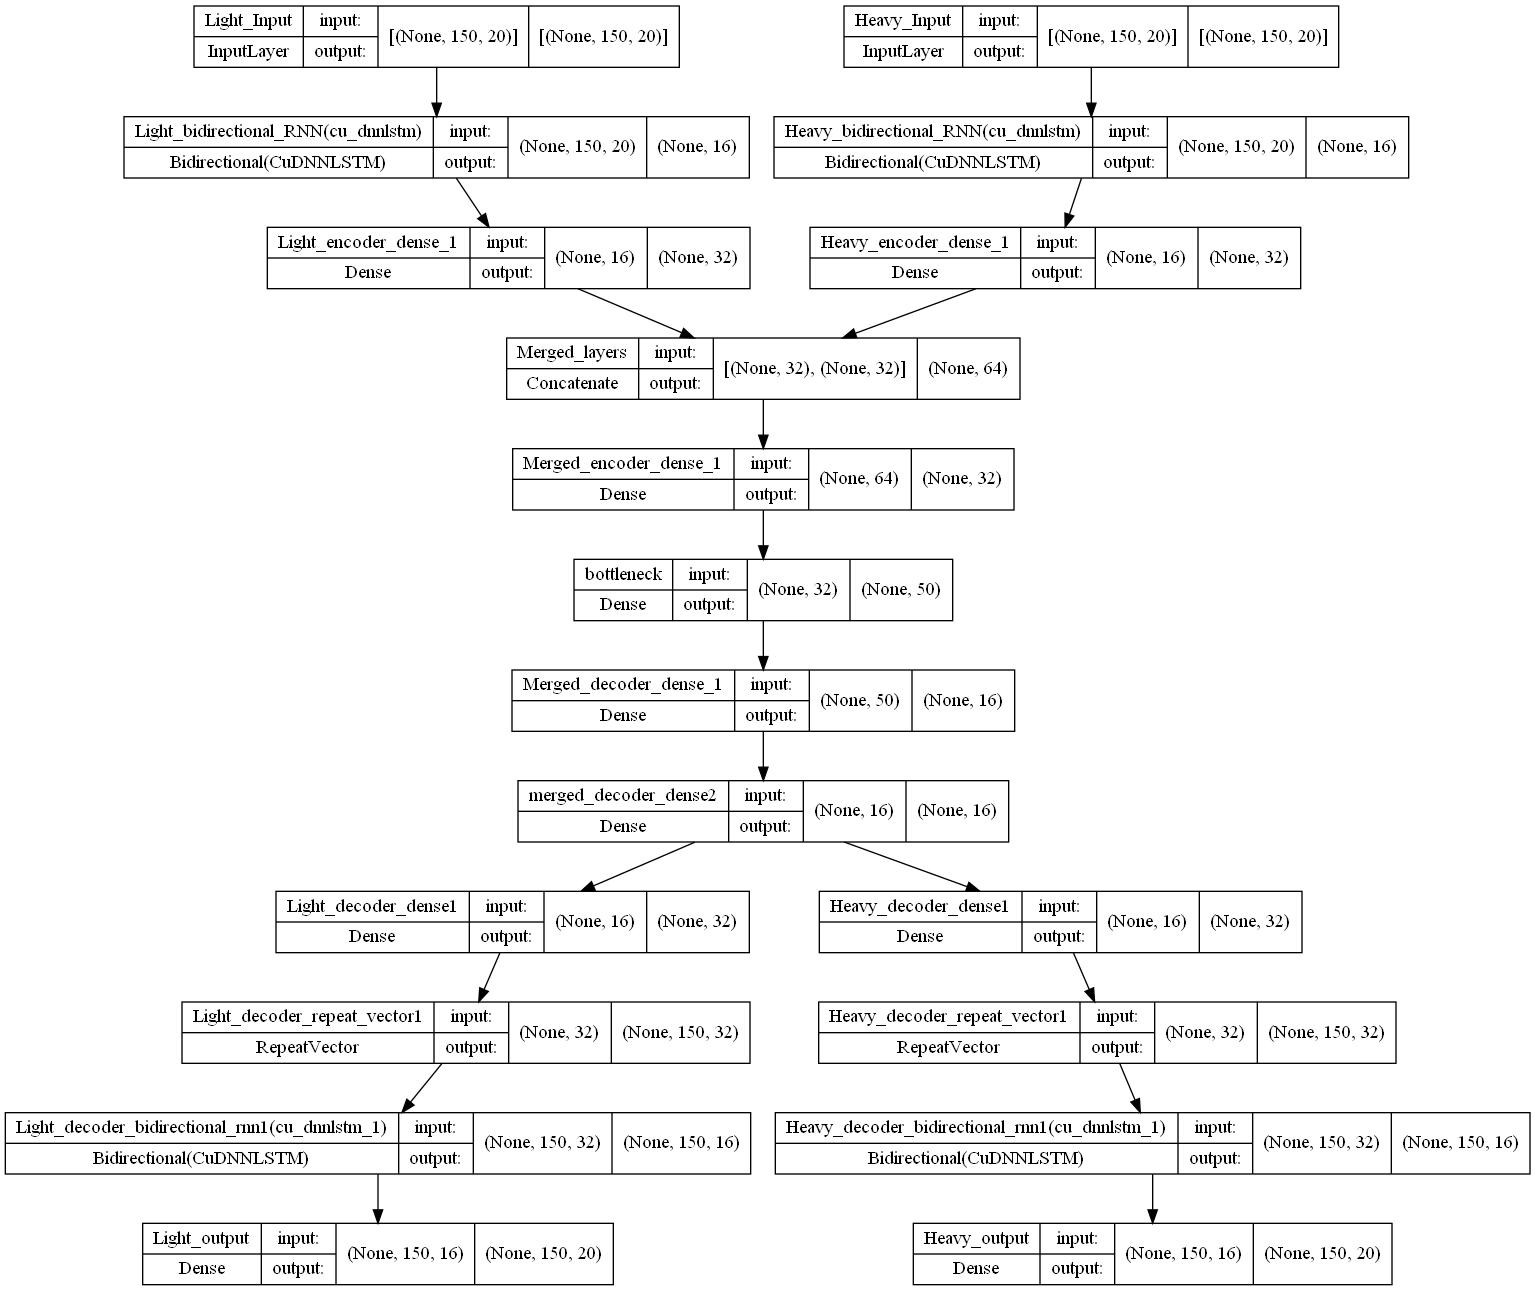 Light_Input input: [(None, 150, 20)] [(None, 150, 20)]
InputLayer output:
Heavy_Input input: [(None, 150, 20)] [(None, 150, 20)]
InputLayer output:
Light_bidirectional_RNN(cu_dnnlstm) input: (None, 150, 20) (None, 16)
Bidirectional(CuDNNLSTM) output:
Heavy_bidirectional_RNN(cu_dnnlstm) input: (None, 150, 20) (None, 16)
Bidirectional(CuDNNLSTM) output:
Light_encoder_dense_1 input: (None, 16) (None, 32)
Dense output:
Heavy_encoder_dense_1 input: (None, 16) (None, 32)
Dense output:
Merged_layers input: [(None, 32), (None, 32)] (None, 64)
Concatenate output:
Merged_encoder_dense_1 input: (None, 64) (None, 32)
Dense output:
bottleneck input: (None, 32) (None, 50)
Dense output:
Merged_decoder_dense_1 input: (None, 50) (None, 16)
Dense output:
merged_decoder_dense2 input: (None, 16) (None, 16)
Dense output:
Light_decoder_dense1 input: (None, 16) (None, 32)
Dense output:
Heavy_decoder_dense1 input: (None, 16) (None, 32)
Dense output:
Light_decoder_repeat_vector1 input: (None, 32) (None, 150, 32)
RepeatVector output:
Heavy_decoder_repeat_vector1 input: (None, 32) (None, 150, 32)
RepeatVector output:
Light_decoder_bidirectional_rnn1(cu_dnnlstm_1) input: (None, 150, 32) (None, 150, 16)
Bidirectional(CuDNNLSTM) output:
Heavy_decoder_bidirectional_rnn1(cu_dnnlstm_1) input: (None, 150, 32) (None, 150, 16)
Bidirectional(CuDNNLSTM) output:
Light_output input: (None, 150, 16) (None, 150, 20)
Dense output:
Heavy_output input: (None, 150, 16) (None, 150, 20)
Dense output: